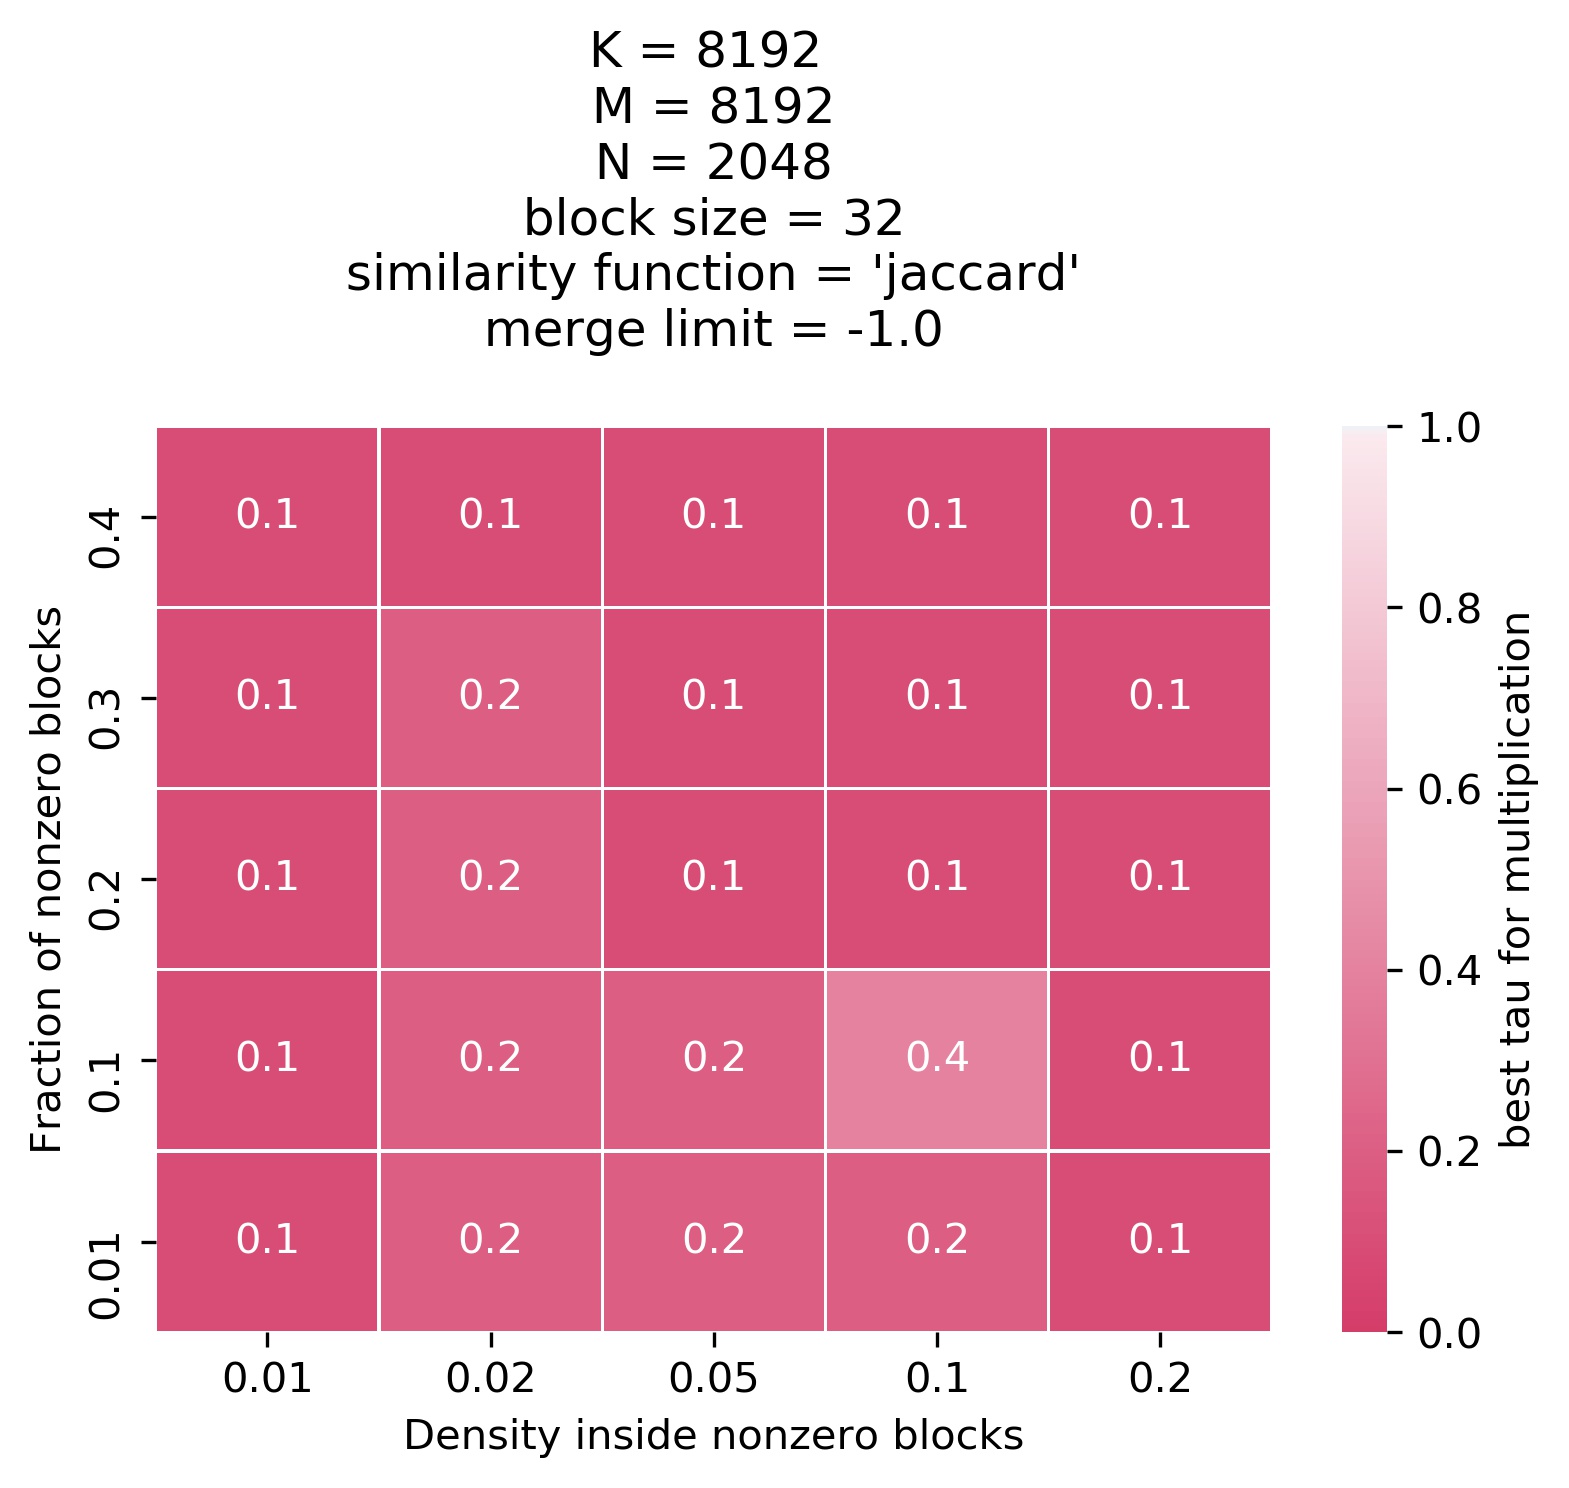 K = 8192
M = 8192
N = 2048
block size = 32
similarity function = 'jaccard'
merge limit = -1.0
Fraction of nonzero blocks
0.4
0.1 0.1 0.1 0.1 0.1
0.3
0.1 0.2 0.1 0.1 0.1
0.2
0.1 0.2 0.1 0.1 0.1
0.1
0.1 0.2 0.2 0.4 0.1
0.01
0.1 0.2 0.2 0.2 0.1
0.01 0.02 0.05 0.1 0.2
Density inside nonzero blocks
1.0
0.8
0.6
0.4
0.2
0.0
best tau for multiplication